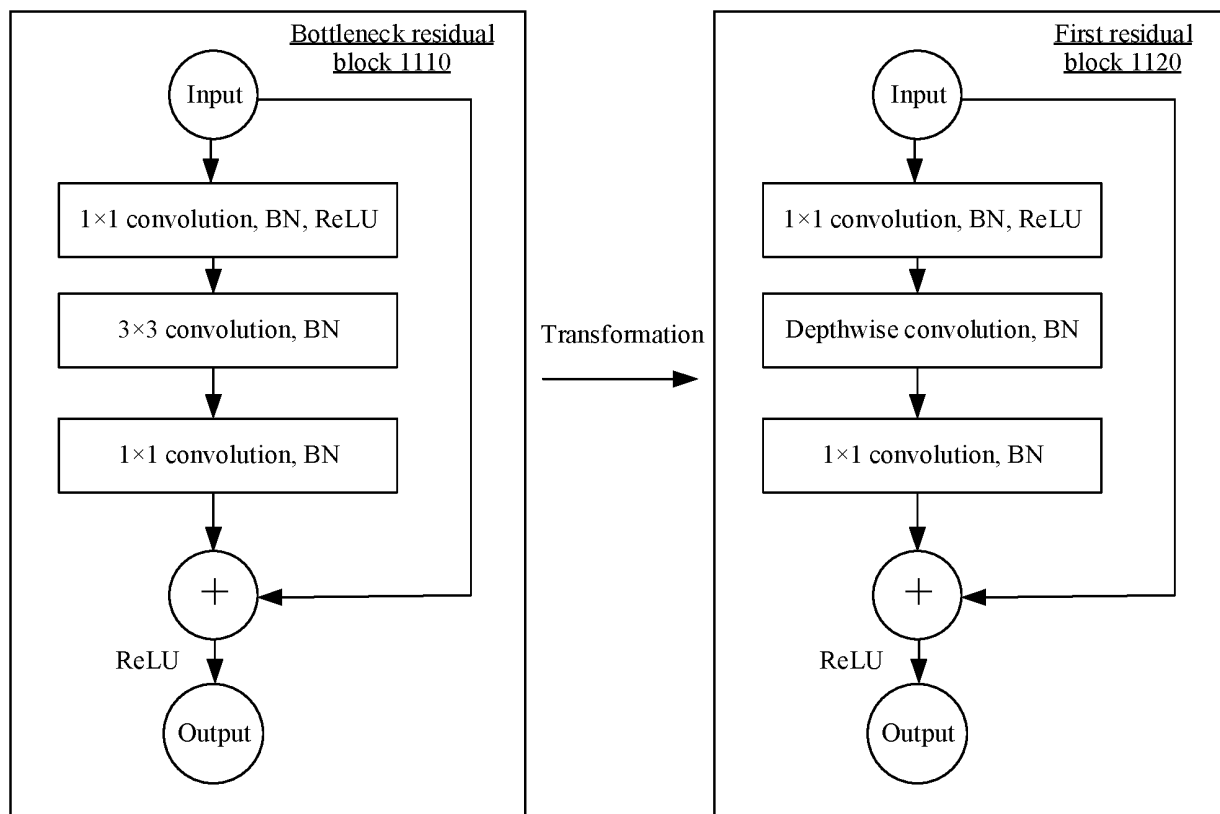 Bottleneck residual
block 1110
Input
1×1 convolution, BN, ReLU
3×3 convolution, BN
1×1 convolution, BN
+
ReLU
Output
Transformation
First residual
block 1120
Input
1×1 convolution, BN, ReLU
Depthwise convolution, BN
1×1 convolution, BN
+
ReLU
Output